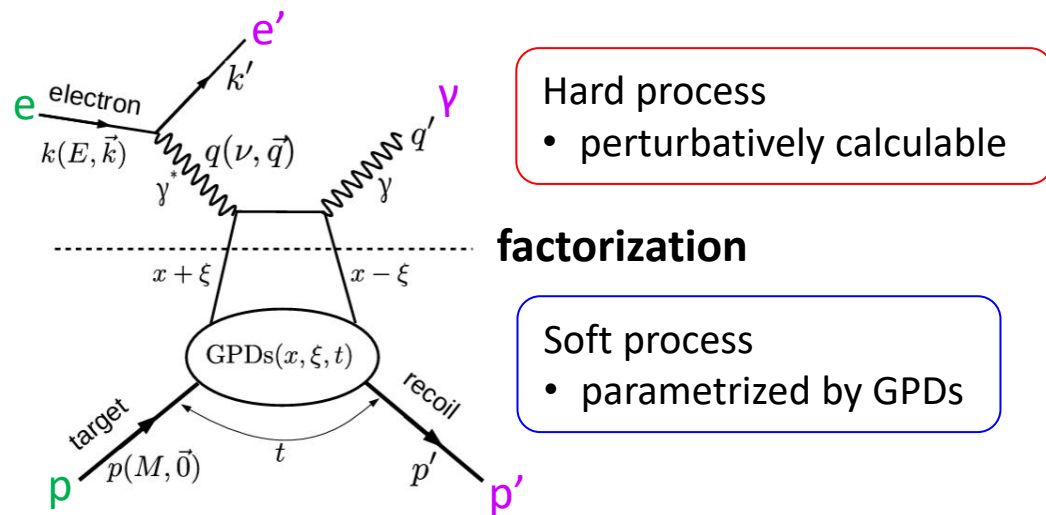 e’
k′
electron
e
k(E, k⃗)
q(ν, q⃗)
γ*
γ
q′
γ
Hard process
• perturbatively calculable
factorization
x + ξ
x − ξ
GPDs(x, ξ, t)
Soft process
• parametrized by GPDs
target
recoil
t
p(M, 0⃗)
p′
p
p’